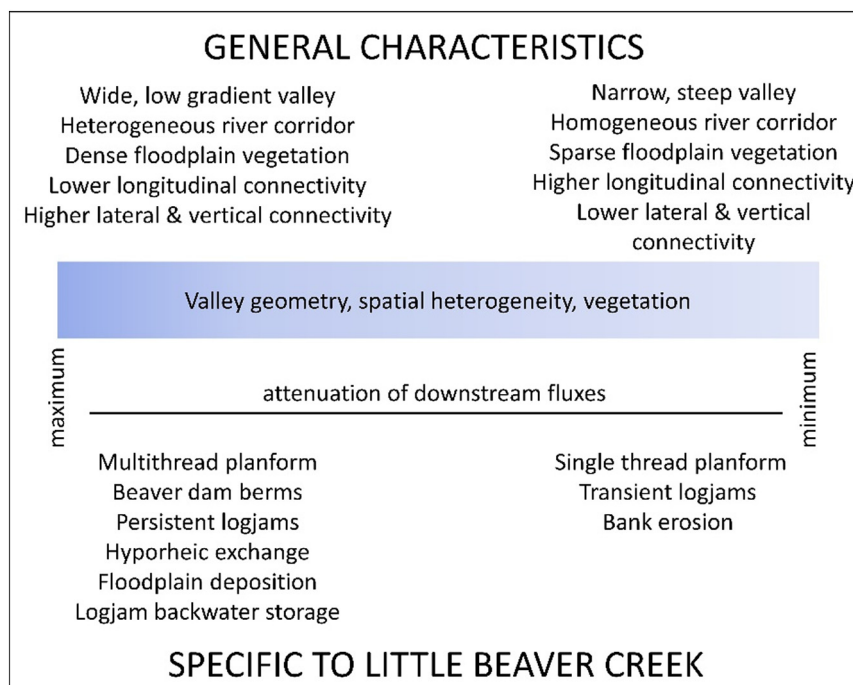 GENERAL CHARACTERISTICS
Wide, low gradient valley
Heterogeneous river corridor
Dense floodplain vegetation
Lower longitudinal connectivity
Higher lateral & vertical connectivity
Narrow, steep valley
Homogeneous river corridor
Sparse floodplain vegetation
Higher longitudinal connectivity
Lower lateral & vertical
connectivity
Valley geometry, spatial heterogeneity, vegetation
maximum
attenuation of downstream fluxes
minimum
Multithread planform
Beaver dam berms
Persistent logjams
Hyporheic exchange
Floodplain deposition
Logjam backwater storage
Single thread planform
Transient logjams
Bank erosion
SPECIFIC TO LITTLE BEAVER CREEK